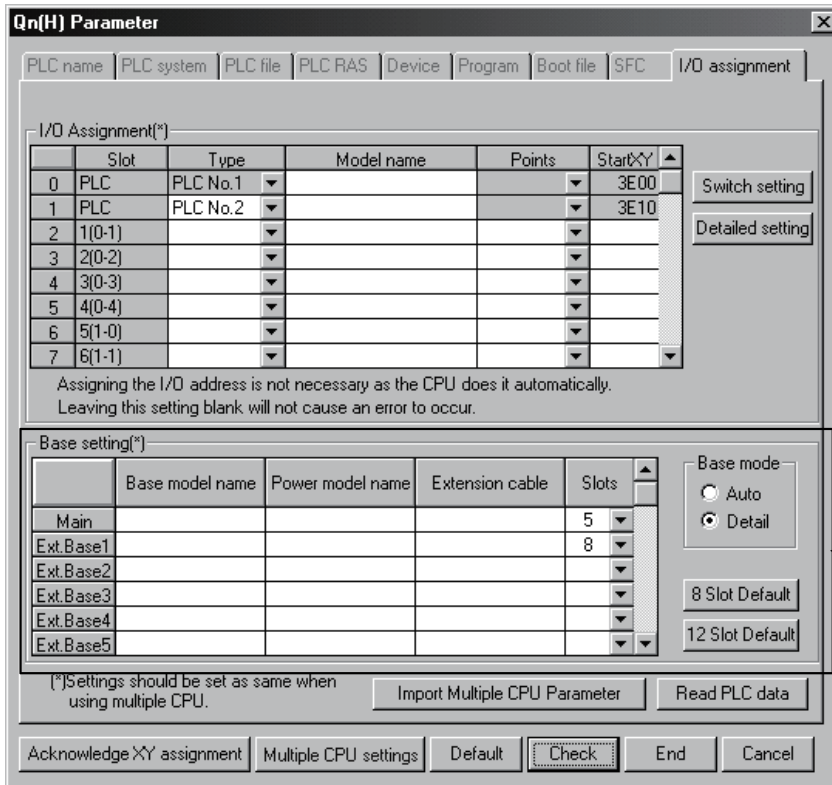 Qn(H) Parameter
PLC name PLC system PLC file PLC RAS Device Program Boot file SFC I/O assignment
I/O Assignment(*)
Slot Type Model name Points StartXY
0 PLC PLC No.1 3E00
1 PLC PLC No.2 3E10
2 1(0-1)
3 2(0-2)
4 3(0-3)
5 4(0-4)
6 5(1-0)
7 6(1-1)
Switch setting
Detailed setting
Assigning the I/O address is not necessary as the CPU does it automatically.
Leaving this setting blank will not cause an error to occur.
Base setting(*)
Base model name Power model name Extension cable Slots
Main 5
Ext.Base1 8
Ext.Base2
Ext.Base3
Ext.Base4
Ext.Base5
Base mode
Auto
Detail
8 Slot Default
12 Slot Default
(*)Settings should be set as same when
using multiple CPU.
Import Multiple CPU Parameter Read PLC data
Acknowledge XY assignment Multiple CPU settings Default Check End Cancel